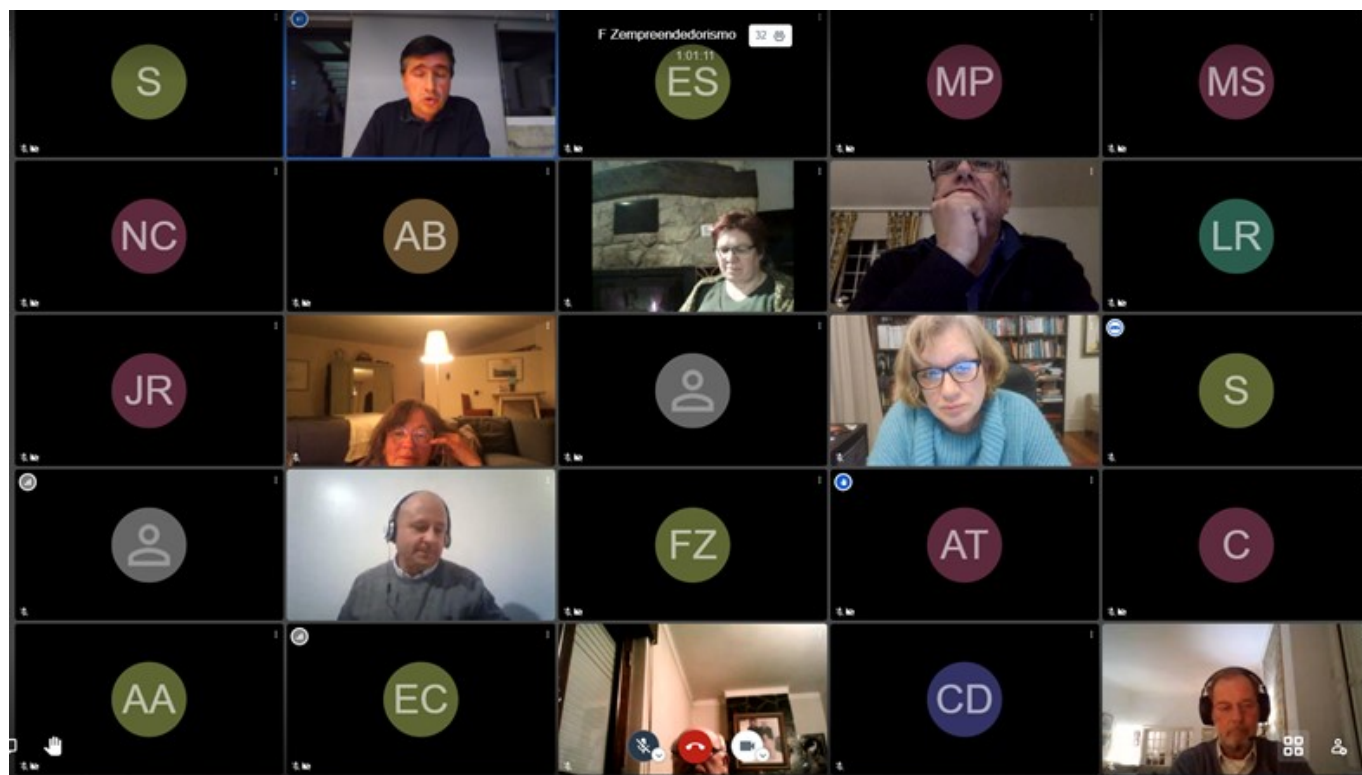 S
F Zempreendedorismo
32
1:01:11
ES
MP
MS
NC
AB
LR
JR
S
FZ
AT
C
AA
EC
CD